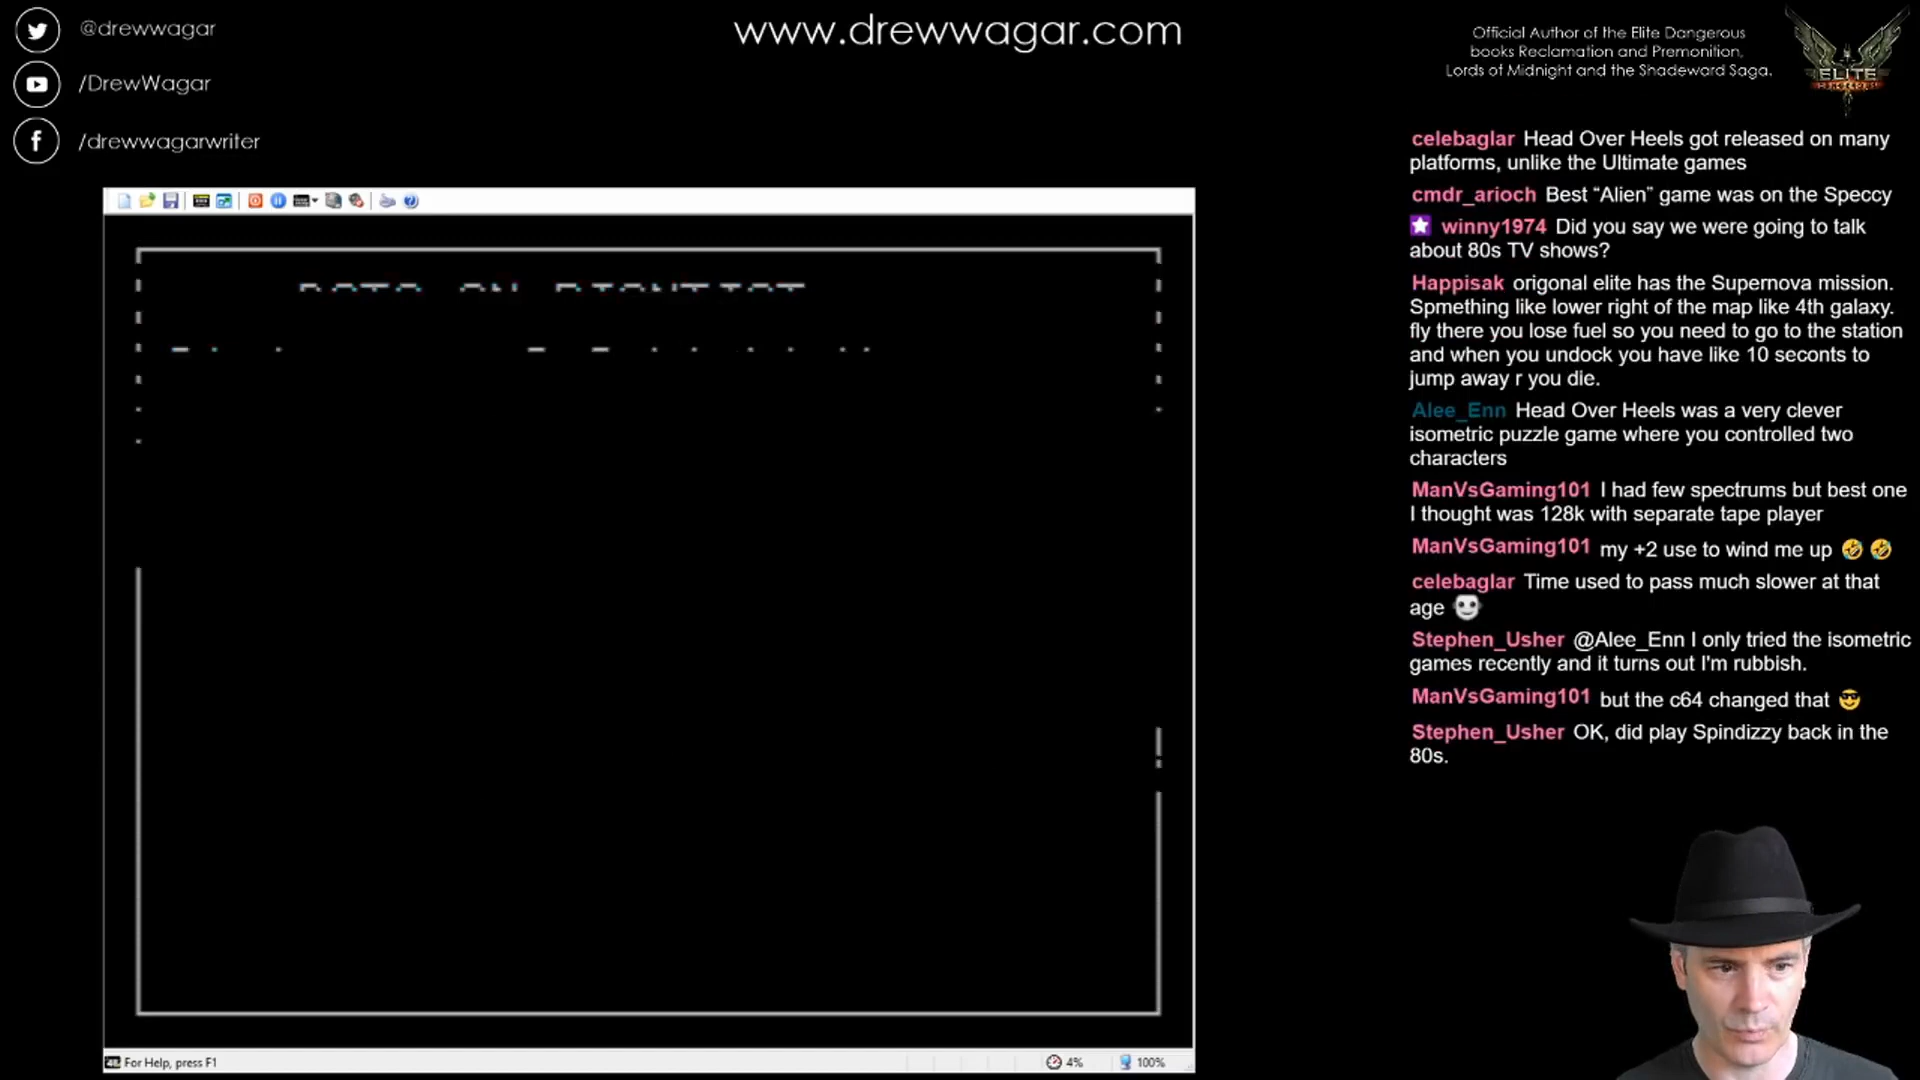 @drewwagar
/DrewWagar
/drewwagarwriter
www.drewwagar.com
Official Author of the Elite Dangerous
books Reclamation and Premonition,
Lords of Midnight and the Shadeward Saga.
ELITE
DANGEROUS
celebaglar Head Over Heels got released on many
platforms, unlike the Ultimate games
cmdr_arioch Best “Alien” game was on the Speccy
winny1974 Did you say we were going to talk
about 80s TV shows?
Happisak origonal elite has the Supernova mission.
Spmething like lower right of the map like 4th galaxy.
fly there you lose fuel so you need to go to the station
and when you undock you have like 10 seconts to
jump away r you die.
Alee_Enn Head Over Heels was a very clever
isometric puzzle game where you controlled two
characters
ManVsGaming101 I had few spectrums but best one
I thought was 128k with separate tape player
ManVsGaming101 my +2 use to wind me up 🤣 🤣
celebaglar Time used to pass much slower at that
age
Stephen_Usher @Alee_Enn I only tried the isometric
games recently and it turns out I'm rubbish.
ManVsGaming101 but the c64 changed that 😎
Stephen_Usher OK, did play Spindizzy back in the
80s.
For Help, press F1
4%
100%